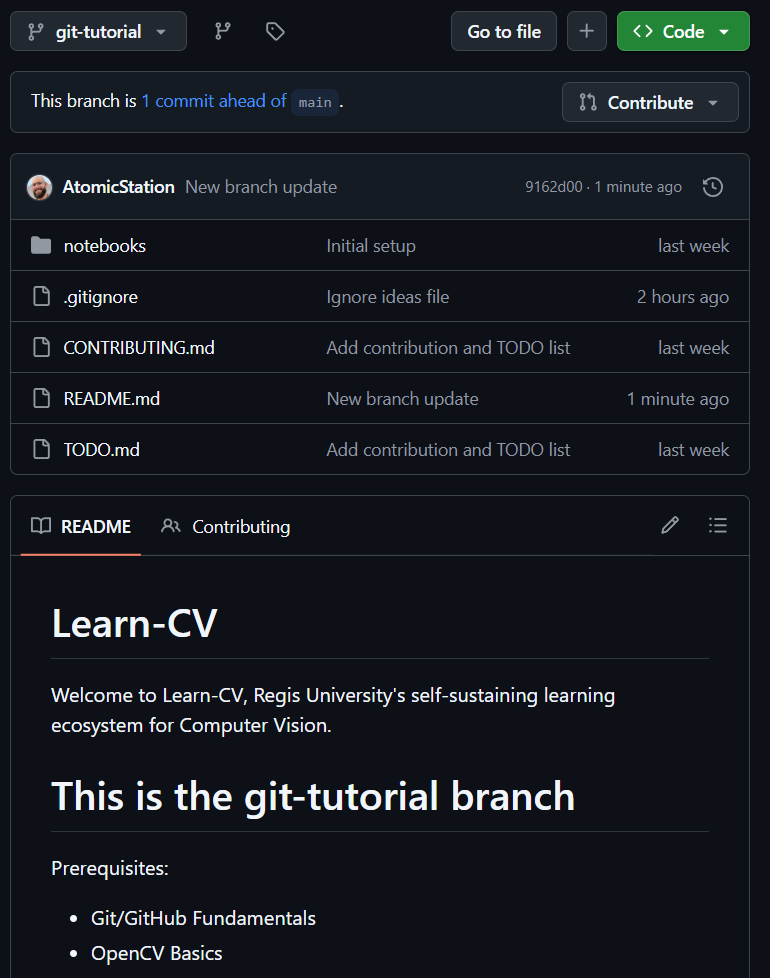 git-tutorial Go to file Code
This branch is 1 commit ahead of main .
Contribute
AtomicStation New branch update 9162d00 · 1 minute ago
notebooks Initial setup last week
.gitignore Ignore ideas file 2 hours ago
CONTRIBUTING.md Add contribution and TODO list last week
README.md New branch update 1 minute ago
TODO.md Add contribution and TODO list last week
README Contributing
Learn-CV
Welcome to Learn-CV, Regis University's self-sustaining learning
ecosystem for Computer Vision.
This is the git-tutorial branch
Prerequisites:
• Git/GitHub Fundamentals
• OpenCV Basics